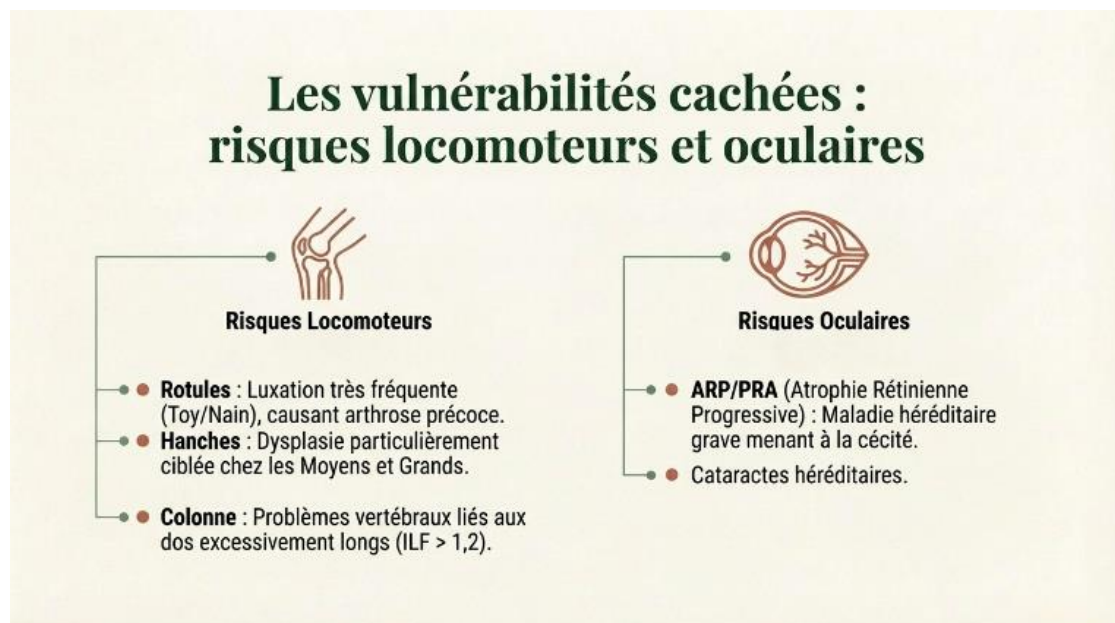 Les vulnérabilités cachées :
risques locomoteurs et oculaires
Risques Locomoteurs
Rotules : Luxation très fréquente
(Toy/Nain), causant arthrose précoce.
Hanches : Dysplasie particulièrement
ciblée chez les Moyens et Grands.
Colonne : Problèmes vertébraux liés aux
dos excessivement longs (ILF > 1,2).
Risques Oculaires
ARP/PRA (Atrophie Rétinienne
Progressive) : Maladie héréditaire
grave menant à la cécité.
Cataractes héréditaires.